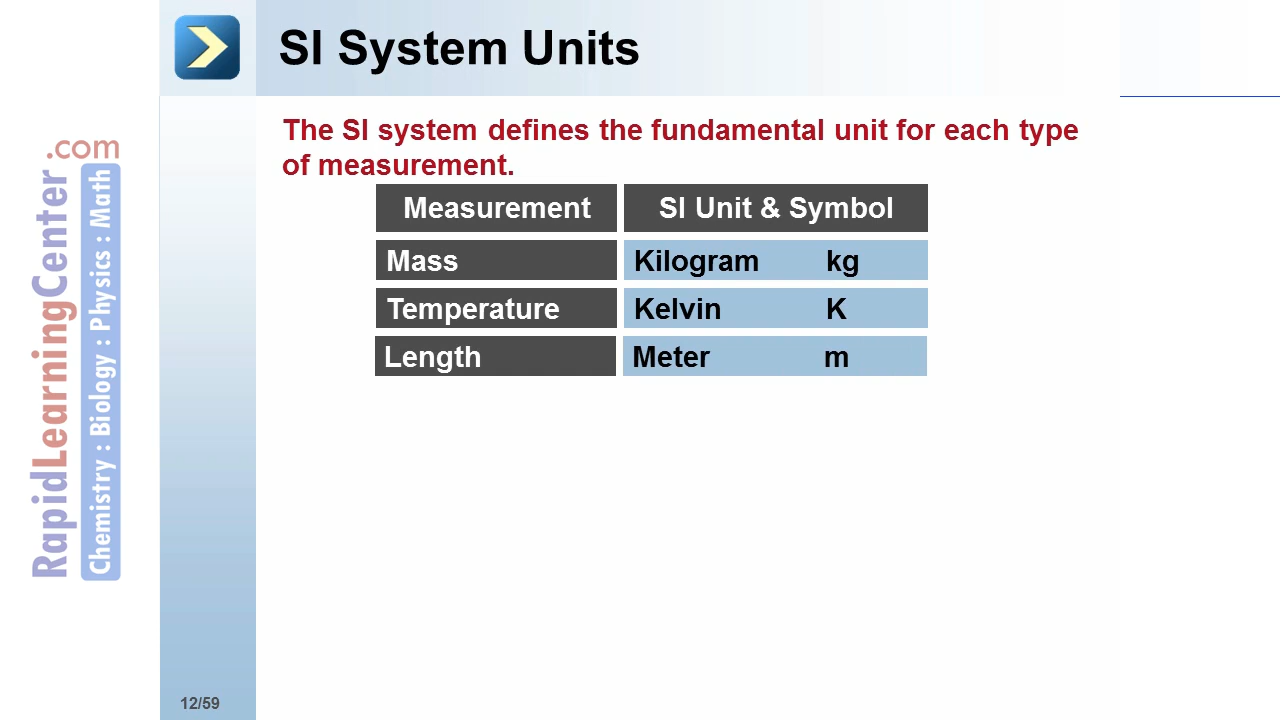 SI System Units
The SI system defines the fundamental unit for each type
of measurement.
Measurement SI Unit & Symbol
Mass Kilogram kg
Temperature Kelvin K
Length Meter m
RapidLearningCenter.com
Chemistry : Biology : Physics : Math
12/59